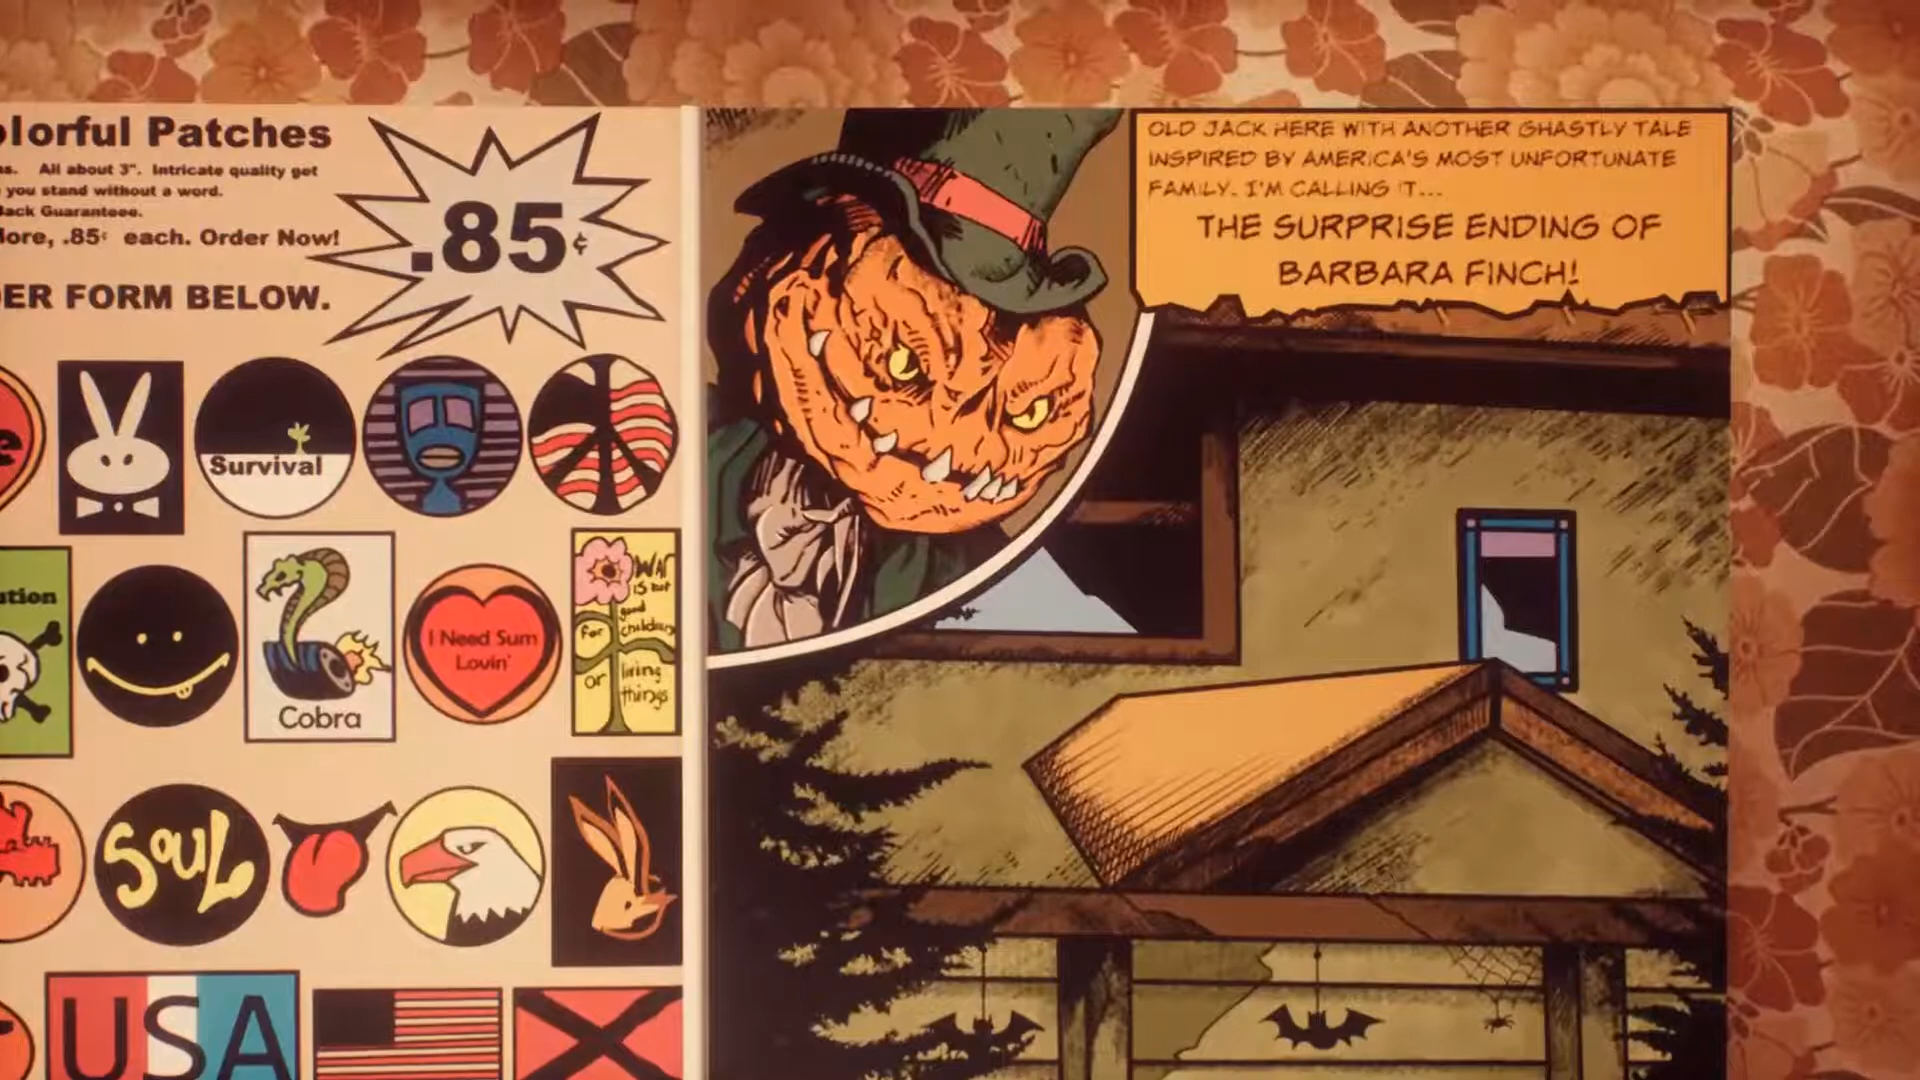 olorful Patches
ns. All about 3". Intricate quality get
you stand without a word.
Back Guarantee.
More, .85¢ each. Order Now!
ER FORM BELOW.
.85¢
Survival
I Need Sum
Lovin'
War
is not
good
for children
or living
things
Cobra
SOUL
USA
OLD JACK HERE WITH ANOTHER GHASTLY TALE
INSPIRED BY AMERICA'S MOST UNFORTUNATE
FAMILY. I'M CALLING IT...
THE SURPRISE ENDING OF
BARBARA FINCH!